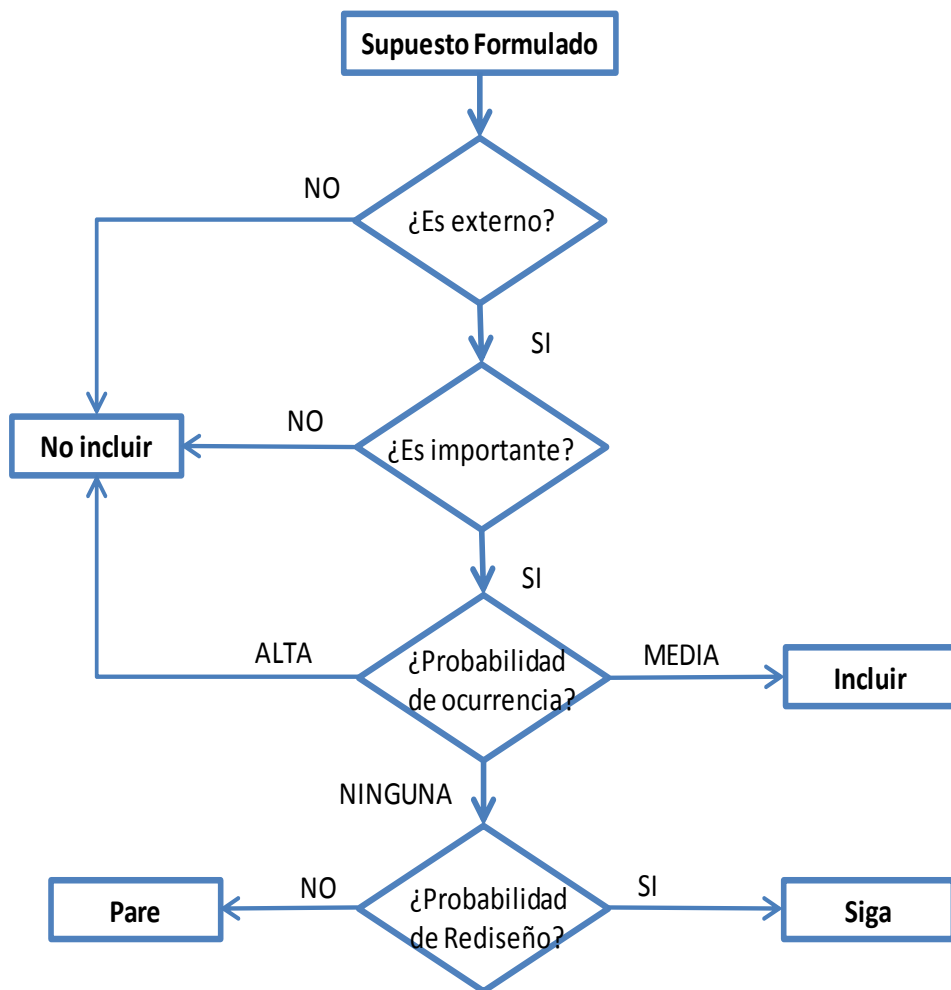 Supuesto Formulado
NO
¿Es externo?
SI
No incluir
NO
¿Es importante?
SI
ALTA
¿Probabilidad
de ocurrencia?
MEDIA
Incluir
NINGUNA
Pare
NO
¿Probabilidad
de Rediseño?
SI
Siga